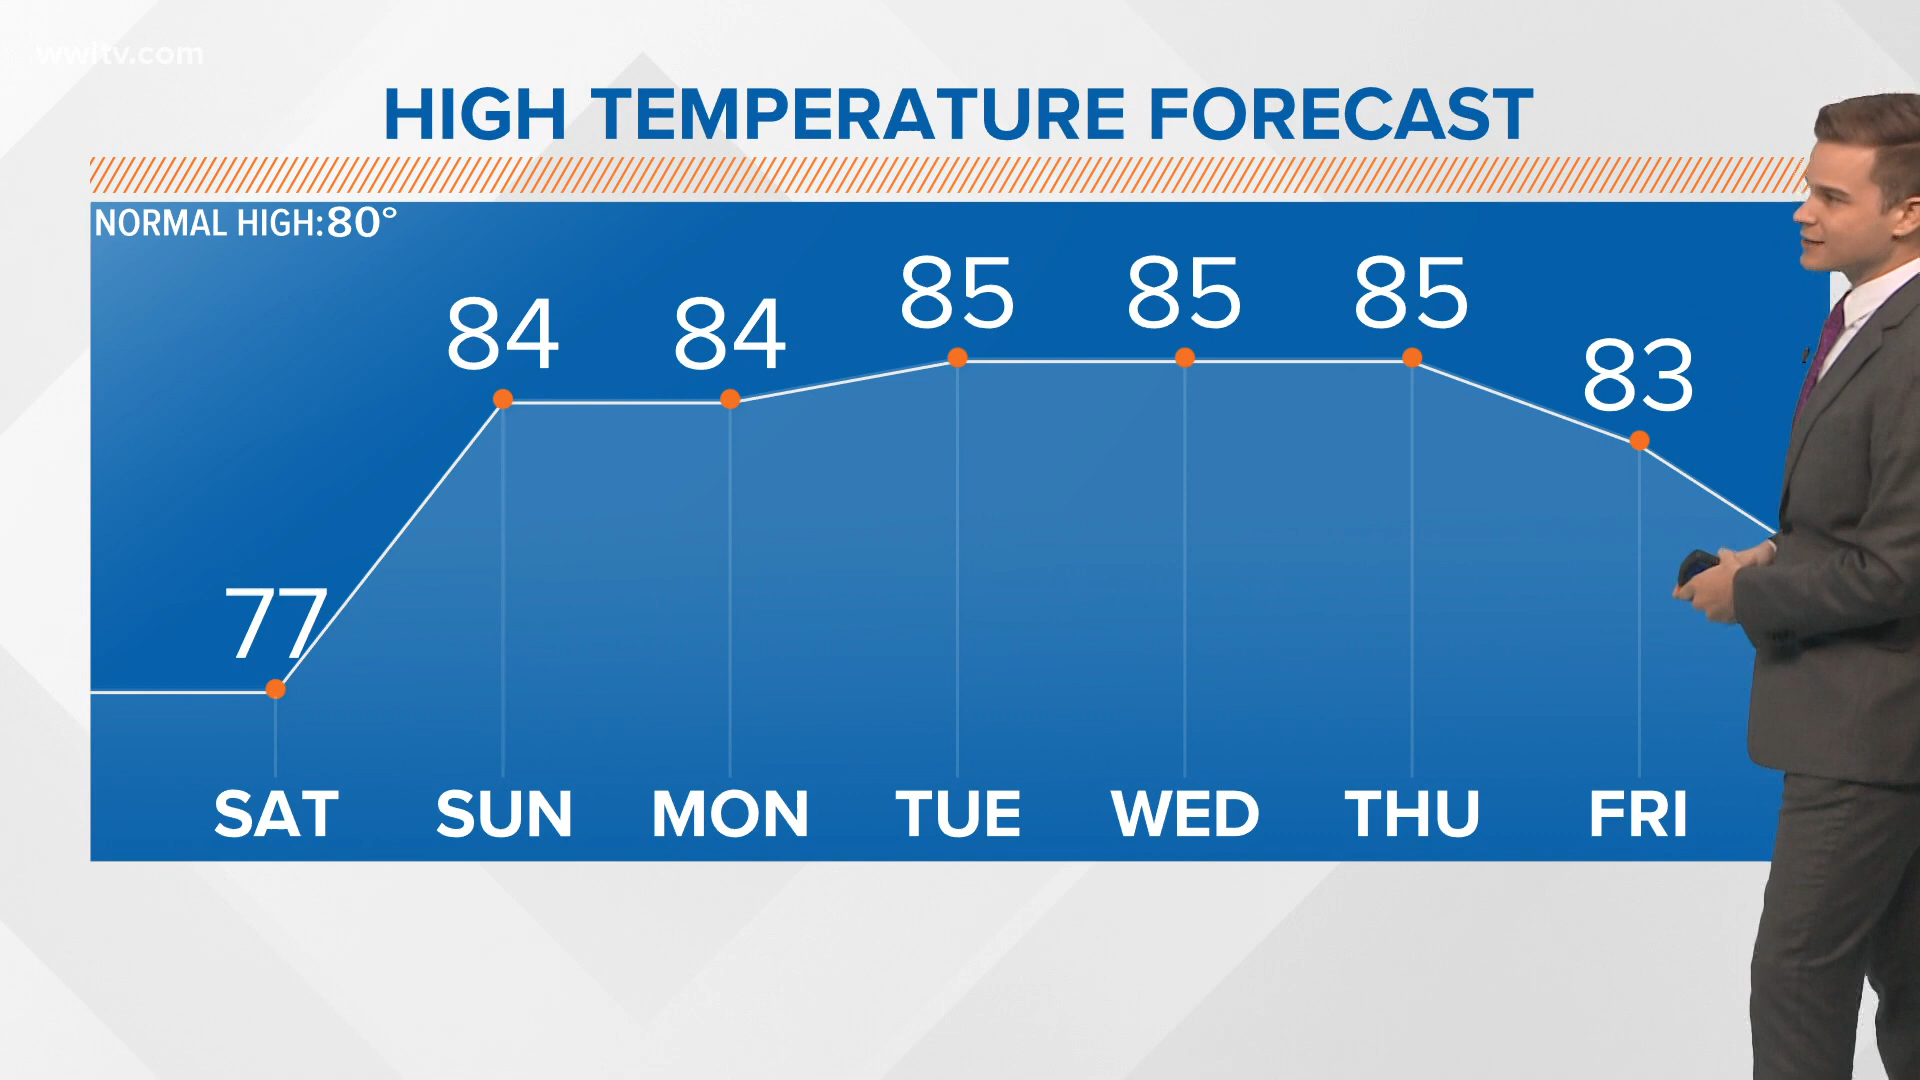 wwltv.com
HIGH TEMPERATURE FORECAST
NORMAL HIGH:80°
77 84 84 85 85 85 83
SAT SUN MON TUE WED THU FRI